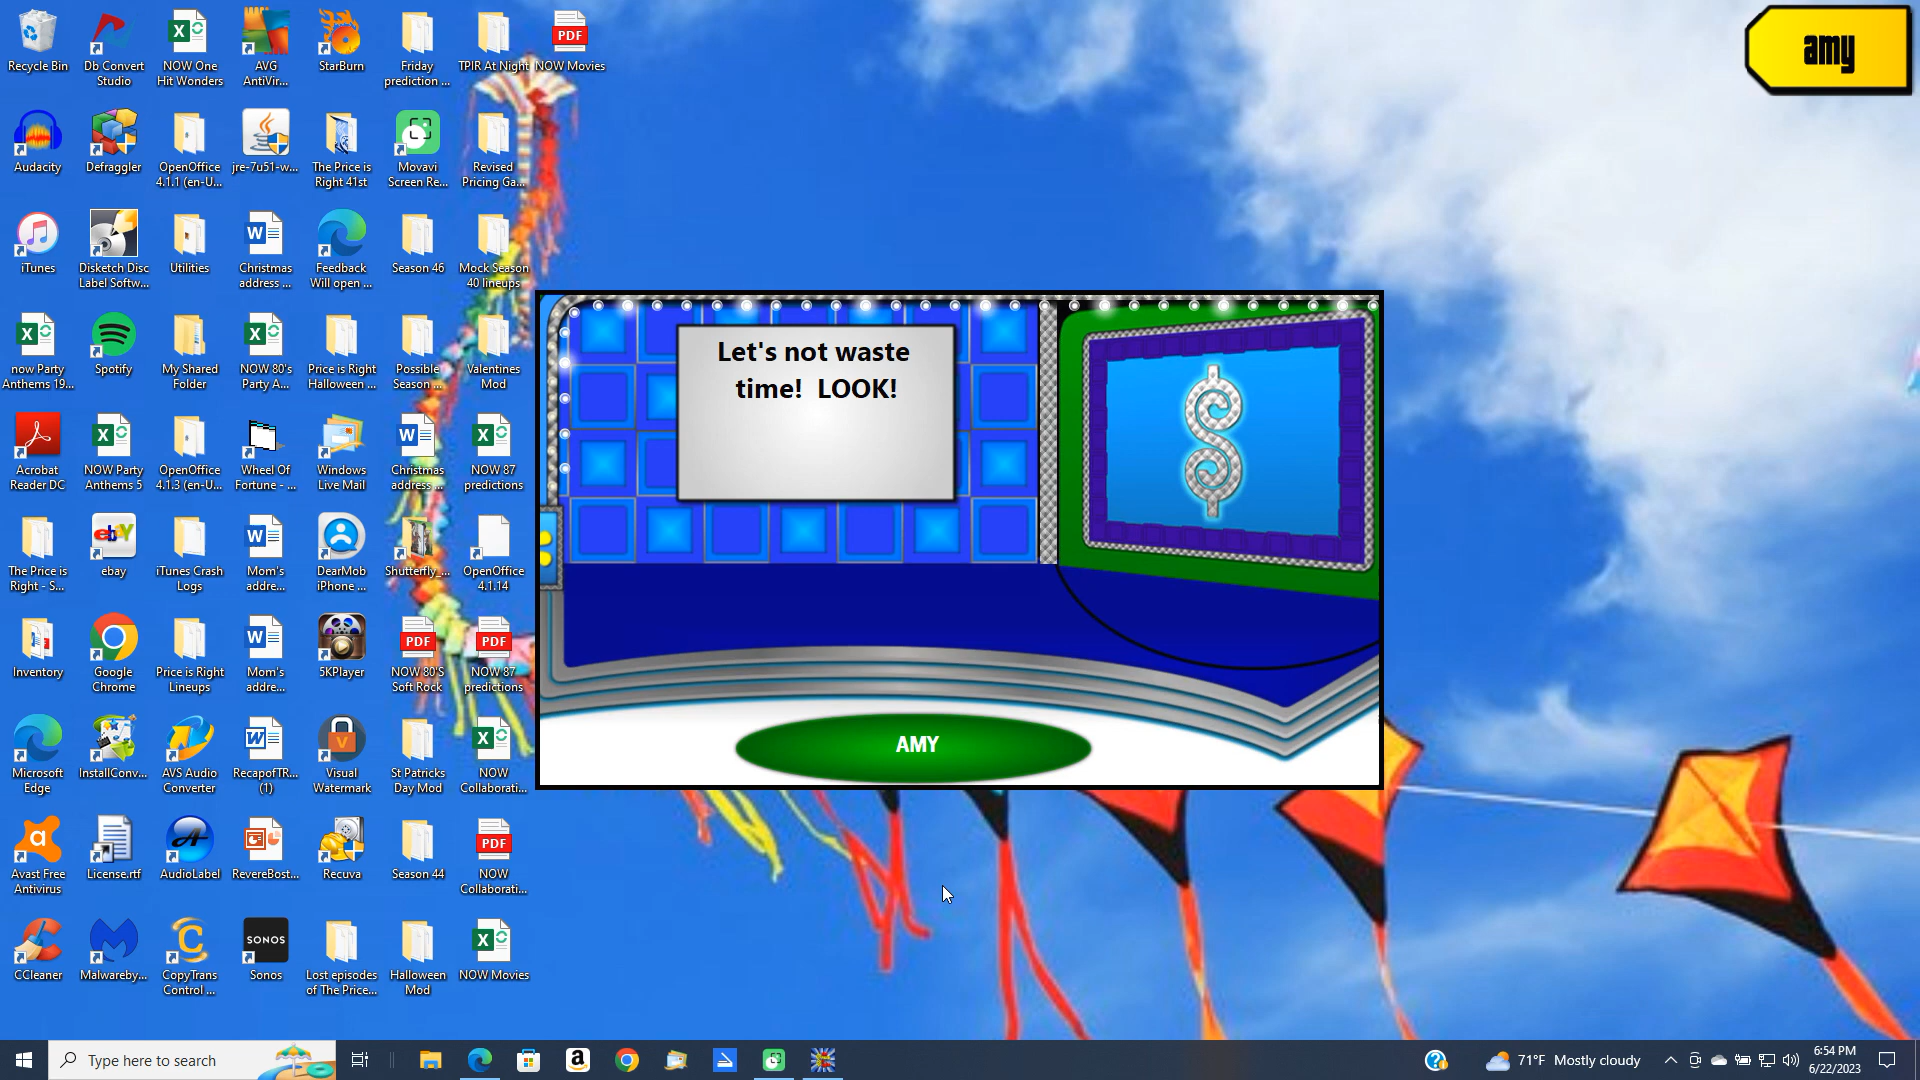 Recycle Bin
Db Convert
Studio
NOW One
Hit Wonders
AVG
AntiVir...
StarBurn
Friday
prediction ...
TPIR At Night
PDF
NOW Movies
amy
Audacity
Defraggler
OpenOffice
4.1.1 (en-U...
jre-7u51-w...
The Price is
Right 41st
Movavi
Screen Re...
Revised
Pricing Ga...
iTunes
Disketch Disc
Label Softw...
Utilities
Christmas
address ...
Feedback
Will open ...
Season 46
Mock Season
40 lineups
now Party
Anthems 19...
Spotify
My Shared
Folder
NOW 80's
Party A...
Price is Right
Halloween ...
Possible
Season ...
Valentines
Mod
Let's not waste
time! LOOK!
Acrobat
Reader DC
NOW Party
Anthems 5
OpenOffice
4.1.3 (en-U...
Wheel Of
Fortune - ...
Windows
Live Mail
Christmas
address ...
NOW 87
predictions
The Price is
Right - S...
ebay
ebay
iTunes Crash
Logs
Mom's
addre...
DearMob
iPhone ...
Shutterfly_...
OpenOffice
4.1.14
Inventory
Google
Chrome
Price is Right
Lineups
Mom's
addre...
5KPlayer
PDF
NOW 80'S
Soft Rock
PDF
NOW 87
predictions
AMY
Microsoft
Edge
InstallConv...
AVS Audio
Converter
RecapofTR...
(1)
Visual
Watermark
St Patricks
Day Mod
NOW
Collaborati...
Avast Free
Antivirus
License.rtf
AudioLabel
RevereBost...
Recuva
Season 44
PDF
NOW
Collaborati...
CCleaner
Malwareby...
CopyTrans
Control ...
SONOS
Sonos
Lost episodes
of The Price...
Halloween
Mod
NOW Movies
Type here to search
71°F Mostly cloudy
6:54 PM
6/22/2023